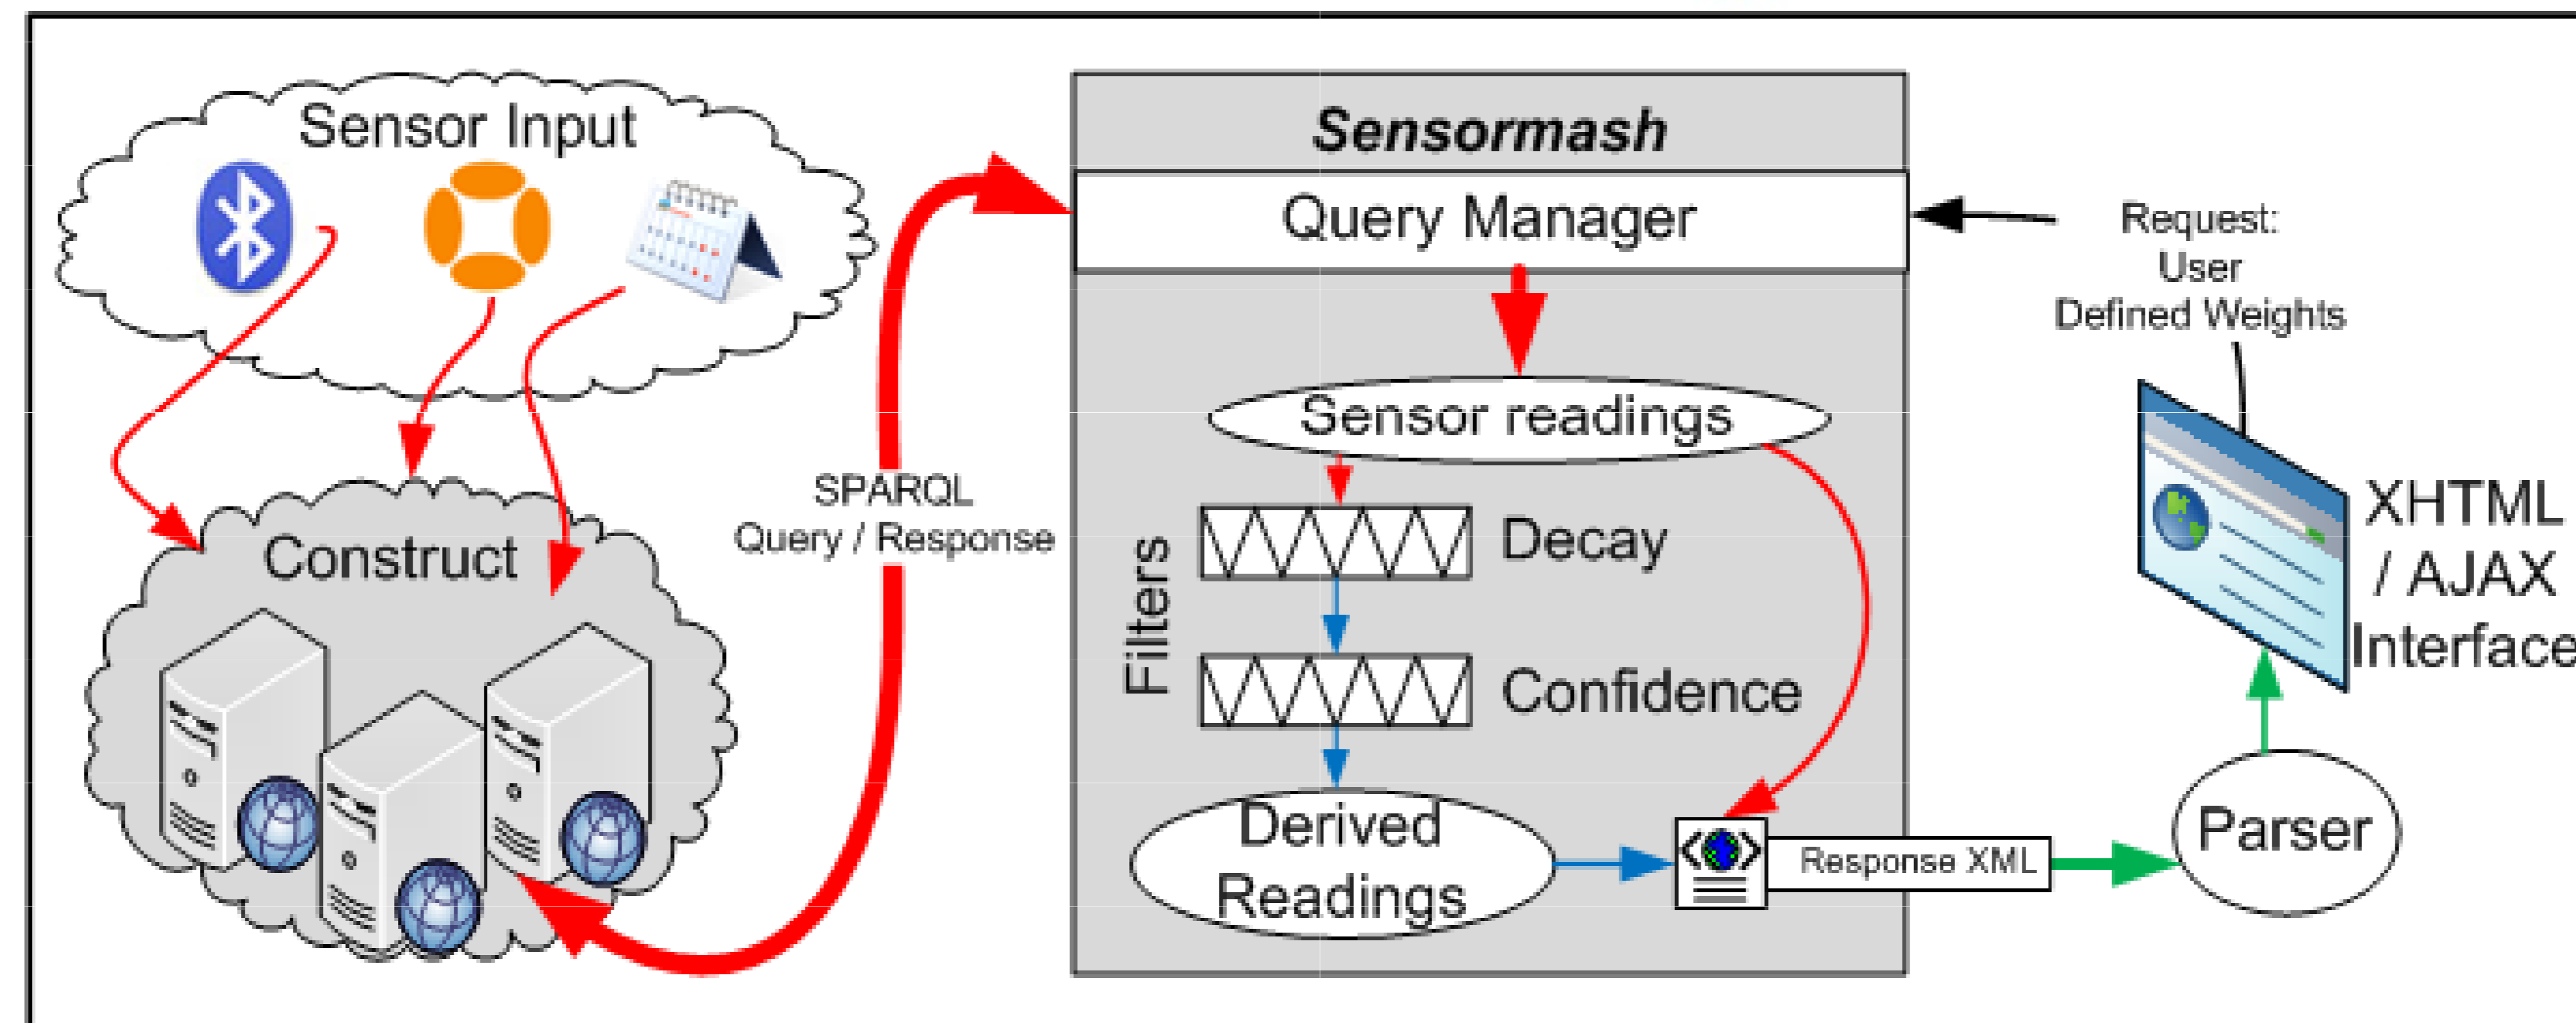 Sensor Input
Construct
SPARQL
Query / Response
Sensormash
Query Manager
Sensor readings
Filters
Decay
Confidence
Derived
Readings
Response XML
Request:
User
Defined Weights
XHTML
/ AJAX
Interface
Parser